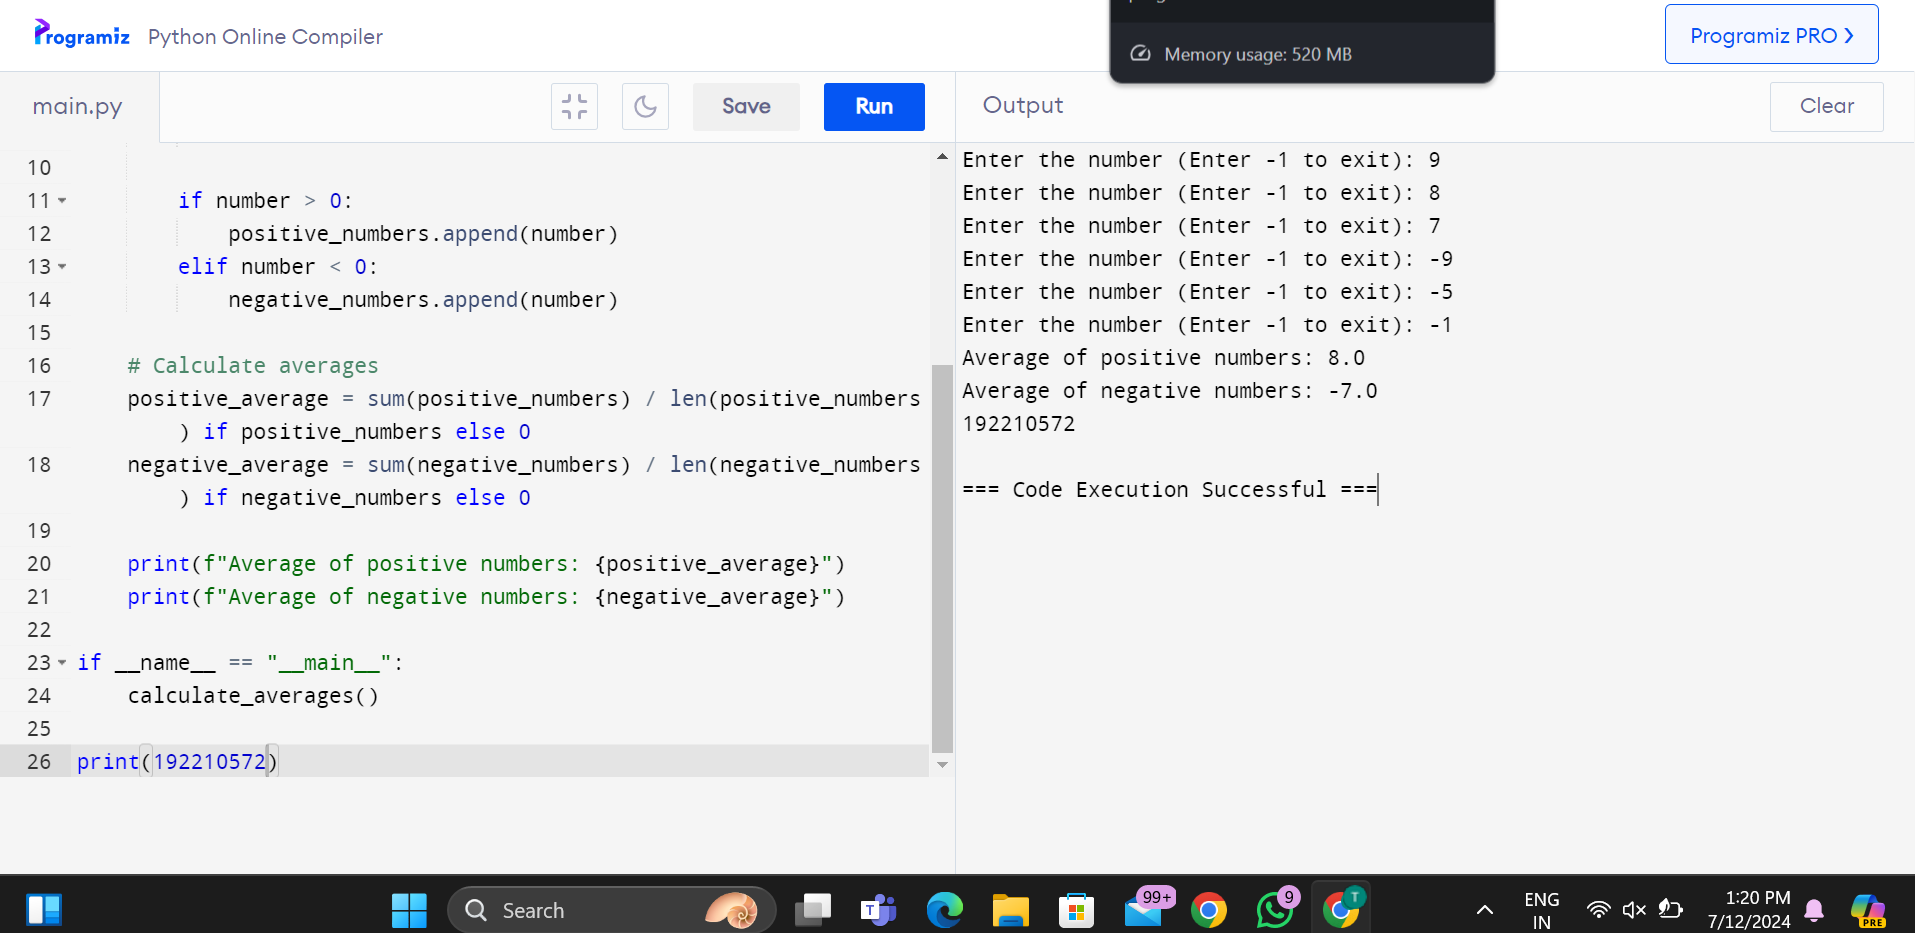 Programiz Python Online Compiler
Memory usage: 520 MB
Programiz PRO
main.py
Save
Run
Output
Clear
10
11 if number > 0:
12 positive_numbers.append(number)
13 elif number < 0:
14 negative_numbers.append(number)
15
16 # Calculate averages
17 positive_average = sum(positive_numbers) / len(positive_numbers
) if positive_numbers else 0
18 negative_average = sum(negative_numbers) / len(negative_numbers
) if negative_numbers else 0
19
20 print(f"Average of positive numbers: {positive_average}")
21 print(f"Average of negative numbers: {negative_average}")
22
23 if __name__ == "__main__":
24 calculate_averages()
25
26 print(192210572)
Enter the number (Enter -1 to exit): 9
Enter the number (Enter -1 to exit): 8
Enter the number (Enter -1 to exit): 7
Enter the number (Enter -1 to exit): -9
Enter the number (Enter -1 to exit): -5
Enter the number (Enter -1 to exit): -1
Average of positive numbers: 8.0
Average of negative numbers: -7.0
192210572
=== Code Execution Successful ===
Search
T
99+
9
T
ENG
IN
1:20 PM
7/12/2024
PRE